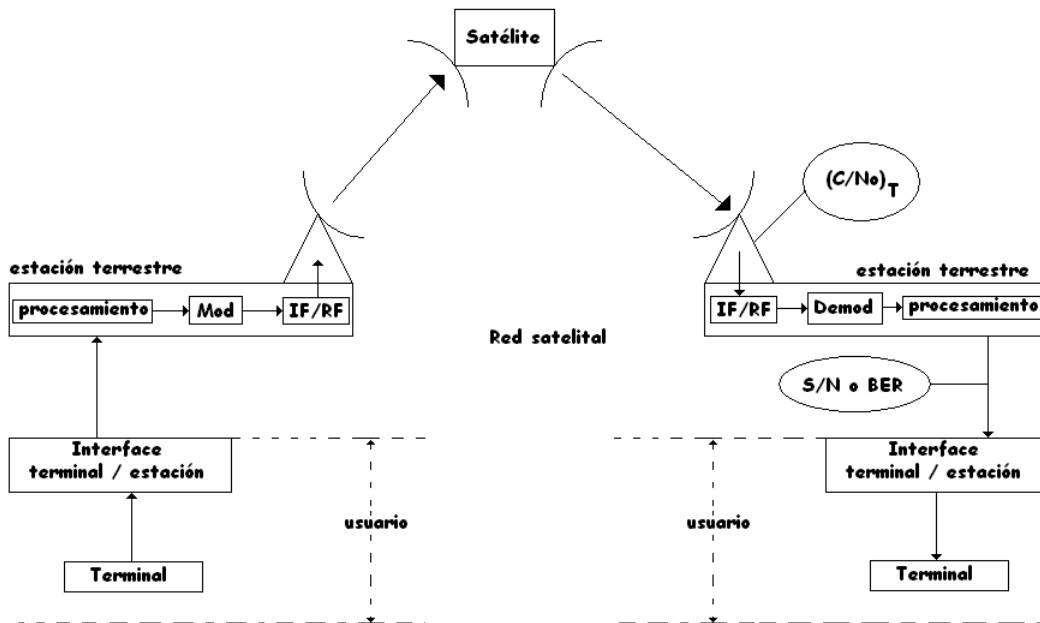 Satélite
(C/No)T
estación terrestre
procesamiento
Mod
IF/RF
estación terrestre
IF/RF
Demod
procesamiento
Red satelital
S/N o BER
Interface
terminal / estación
Interface
terminal / estación
usuario
usuario
Terminal
Terminal